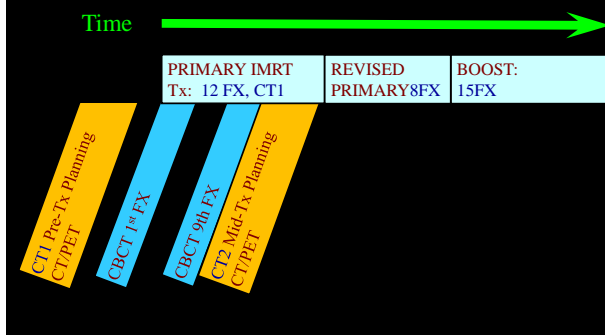 Time
PRIMARY IMRT
Tx: 12 FX, CT1
REVISED
PRIMARY8FX
BOOST:
15FX
CT1 Pre-Tx Planning
CT/PET
CBCT 1st FX
CBCT 9th FX
CT2 Mid-Tx Planning
CT/PET